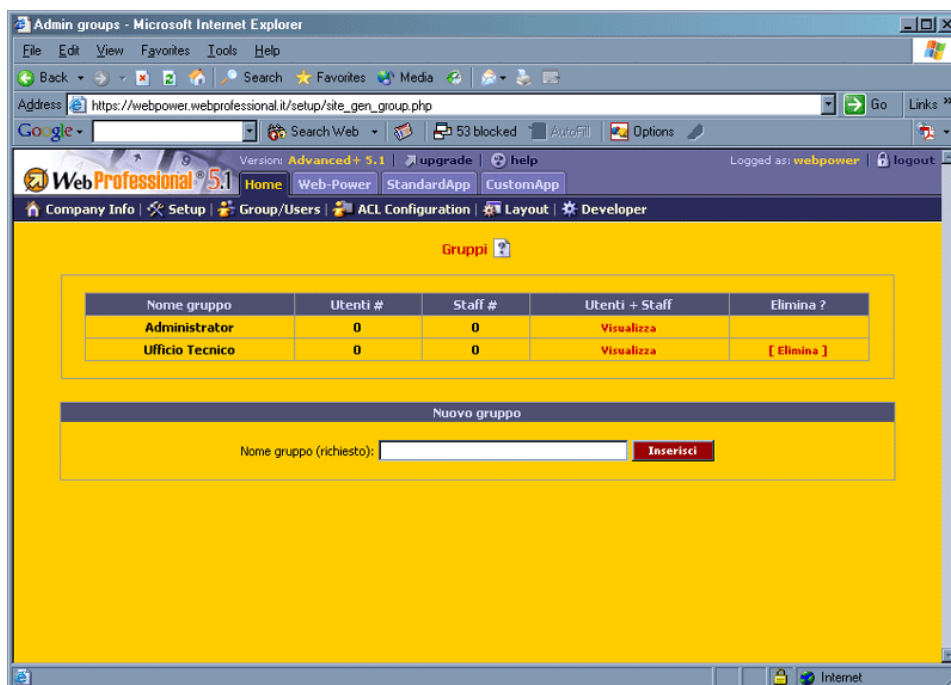 Admin groups - Microsoft Internet Explorer
File Edit View Favorites Tools Help
Back Search Favorites Media
Address https://webpower.webprofessional.it/setup/site_gen_group.php Go Links »
Google Search Web 53 blocked AutoFill Options
Version: Advanced+ 5.1 | upgrade | help Logged as: webpower | logout
WebProfessional ® 5.1 Home Web-Power StandardApp CustomApp
Company Info | Setup | Group/Users | ACL Configuration | Layout | Developer
Gruppi ?
Nome gruppo Utenti # Staff # Utenti + Staff Elimina ?
Administrator 0 0 Visualizza
Ufficio Tecnico 0 0 Visualizza [ Elimina ]
Nuovo gruppo
Nome gruppo (richiesto): Inserisci
Internet